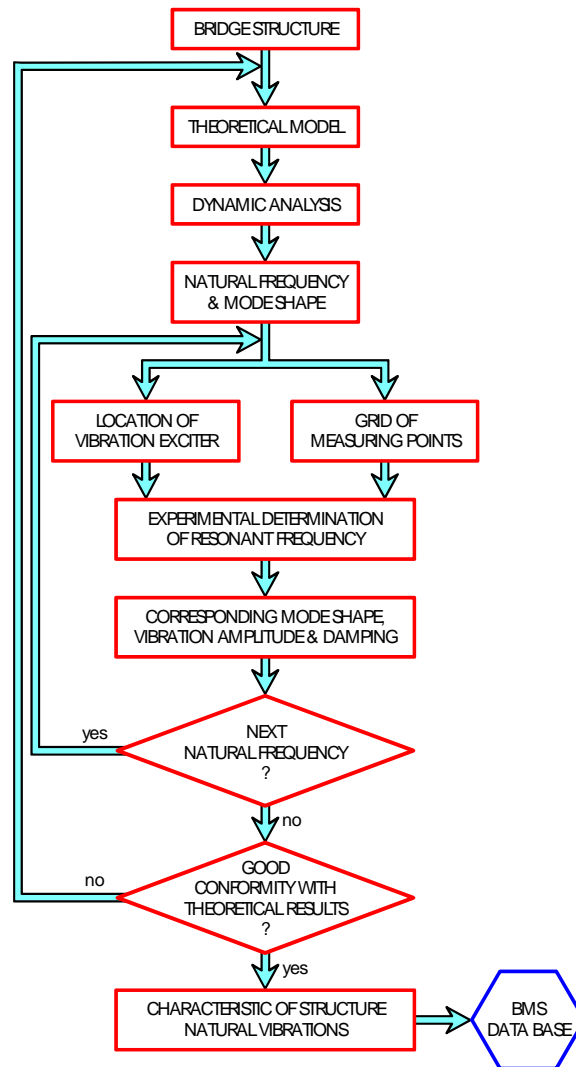 BRIDGE STRUCTURE
THEORETICAL MODEL
DYNAMIC ANALYSIS
NATURAL FREQUENCY
& MODE SHAPE
LOCATION OF
VIBRATION EXCITER
GRID OF
MEASURING POINTS
EXPERIMENTAL DETERMINATION
OF RESONANT FREQUENCY
CORRESPONDING MODE SHAPE,
VIBRATION AMPLITUDE & DAMPING
yes
NEXT
NATURAL FREQUENCY
?
no
no
GOOD
CONFORMITY WITH
THEORETICAL RESULTS
?
yes
CHARACTERISTIC OF STRUCTURE
NATURAL VIBRATIONS
BMS
DATA BASE